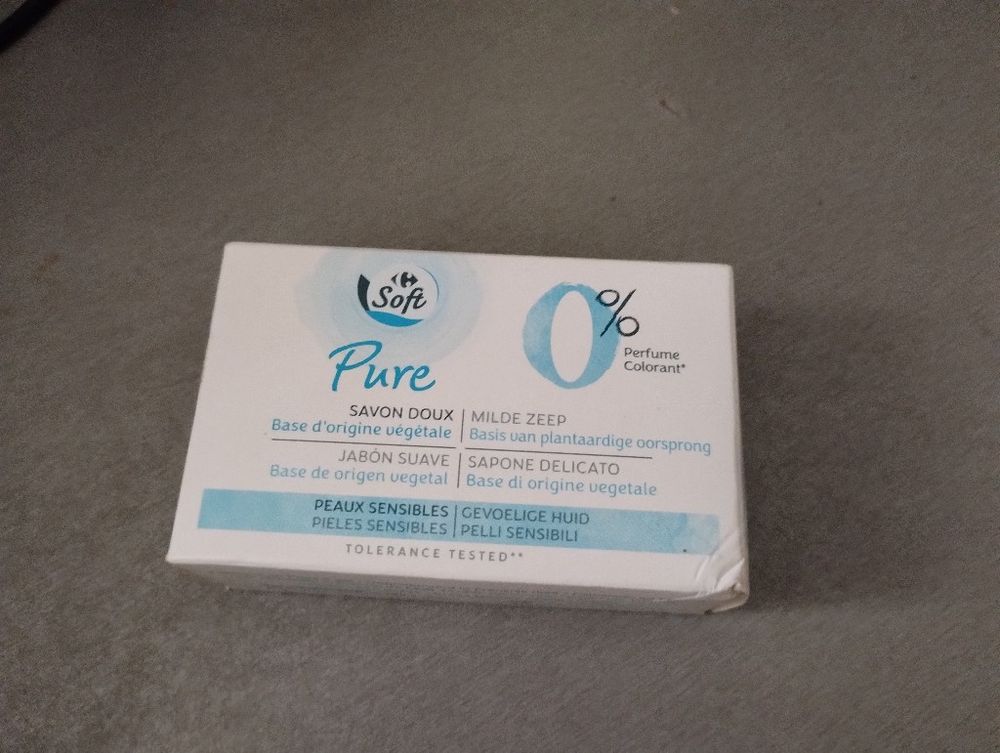 Soft
Pure
0%
Perfume
Colorant*
SAVON DOUX
Base d'origine végétale
MILDE ZEEP
Basis van plantaardige oorsprong
JABÓN SUAVE
Base de origen vegetal
SAPONE DELICATO
Base di origine vegetale
PEAUX SENSIBLES
PIELES SENSIBLES
GEVOELIGE HUID
PELLI SENSIBILI
TOLERANCE TESTED**